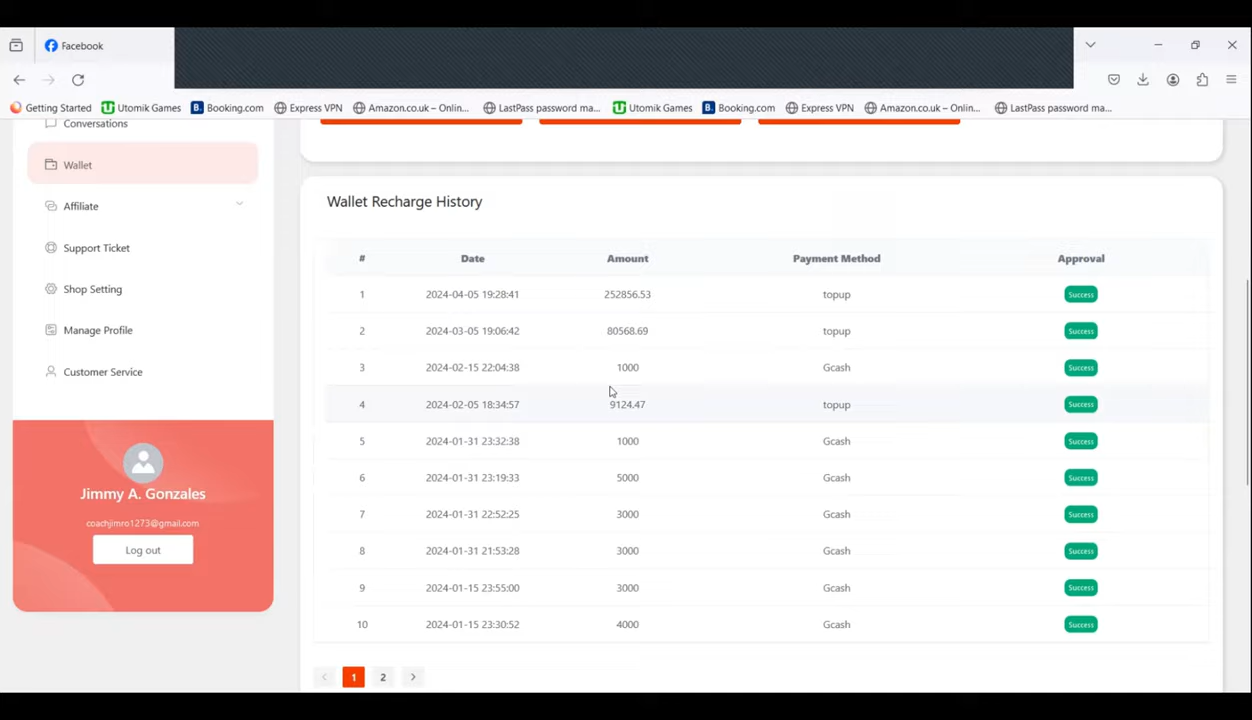 Facebook
Getting Started Utomik Games Booking.com Express VPN Amazon.co.uk – Onlin... LastPass password ma... Utomik Games Booking.com Express VPN Amazon.co.uk – Onlin... LastPass password ma...
Conversations
Wallet
Affiliate
Support Ticket
Shop Setting
Manage Profile
Customer Service
Jimmy A. Gonzales
coachjimro1273@gmail.com
Log out
Wallet Recharge History
# Date Amount Payment Method Approval
1 2024-04-05 19:28:41 252856.53 topup Success
2 2024-03-05 19:06:42 80568.69 topup Success
3 2024-02-15 22:04:38 1000 Gcash Success
4 2024-02-05 18:34:57 9124.47 topup Success
5 2024-01-31 23:32:38 1000 Gcash Success
6 2024-01-31 23:19:33 5000 Gcash Success
7 2024-01-31 22:52:25 3000 Gcash Success
8 2024-01-31 21:53:28 3000 Gcash Success
9 2024-01-15 23:55:00 3000 Gcash Success
10 2024-01-15 23:30:52 4000 Gcash Success
1 2